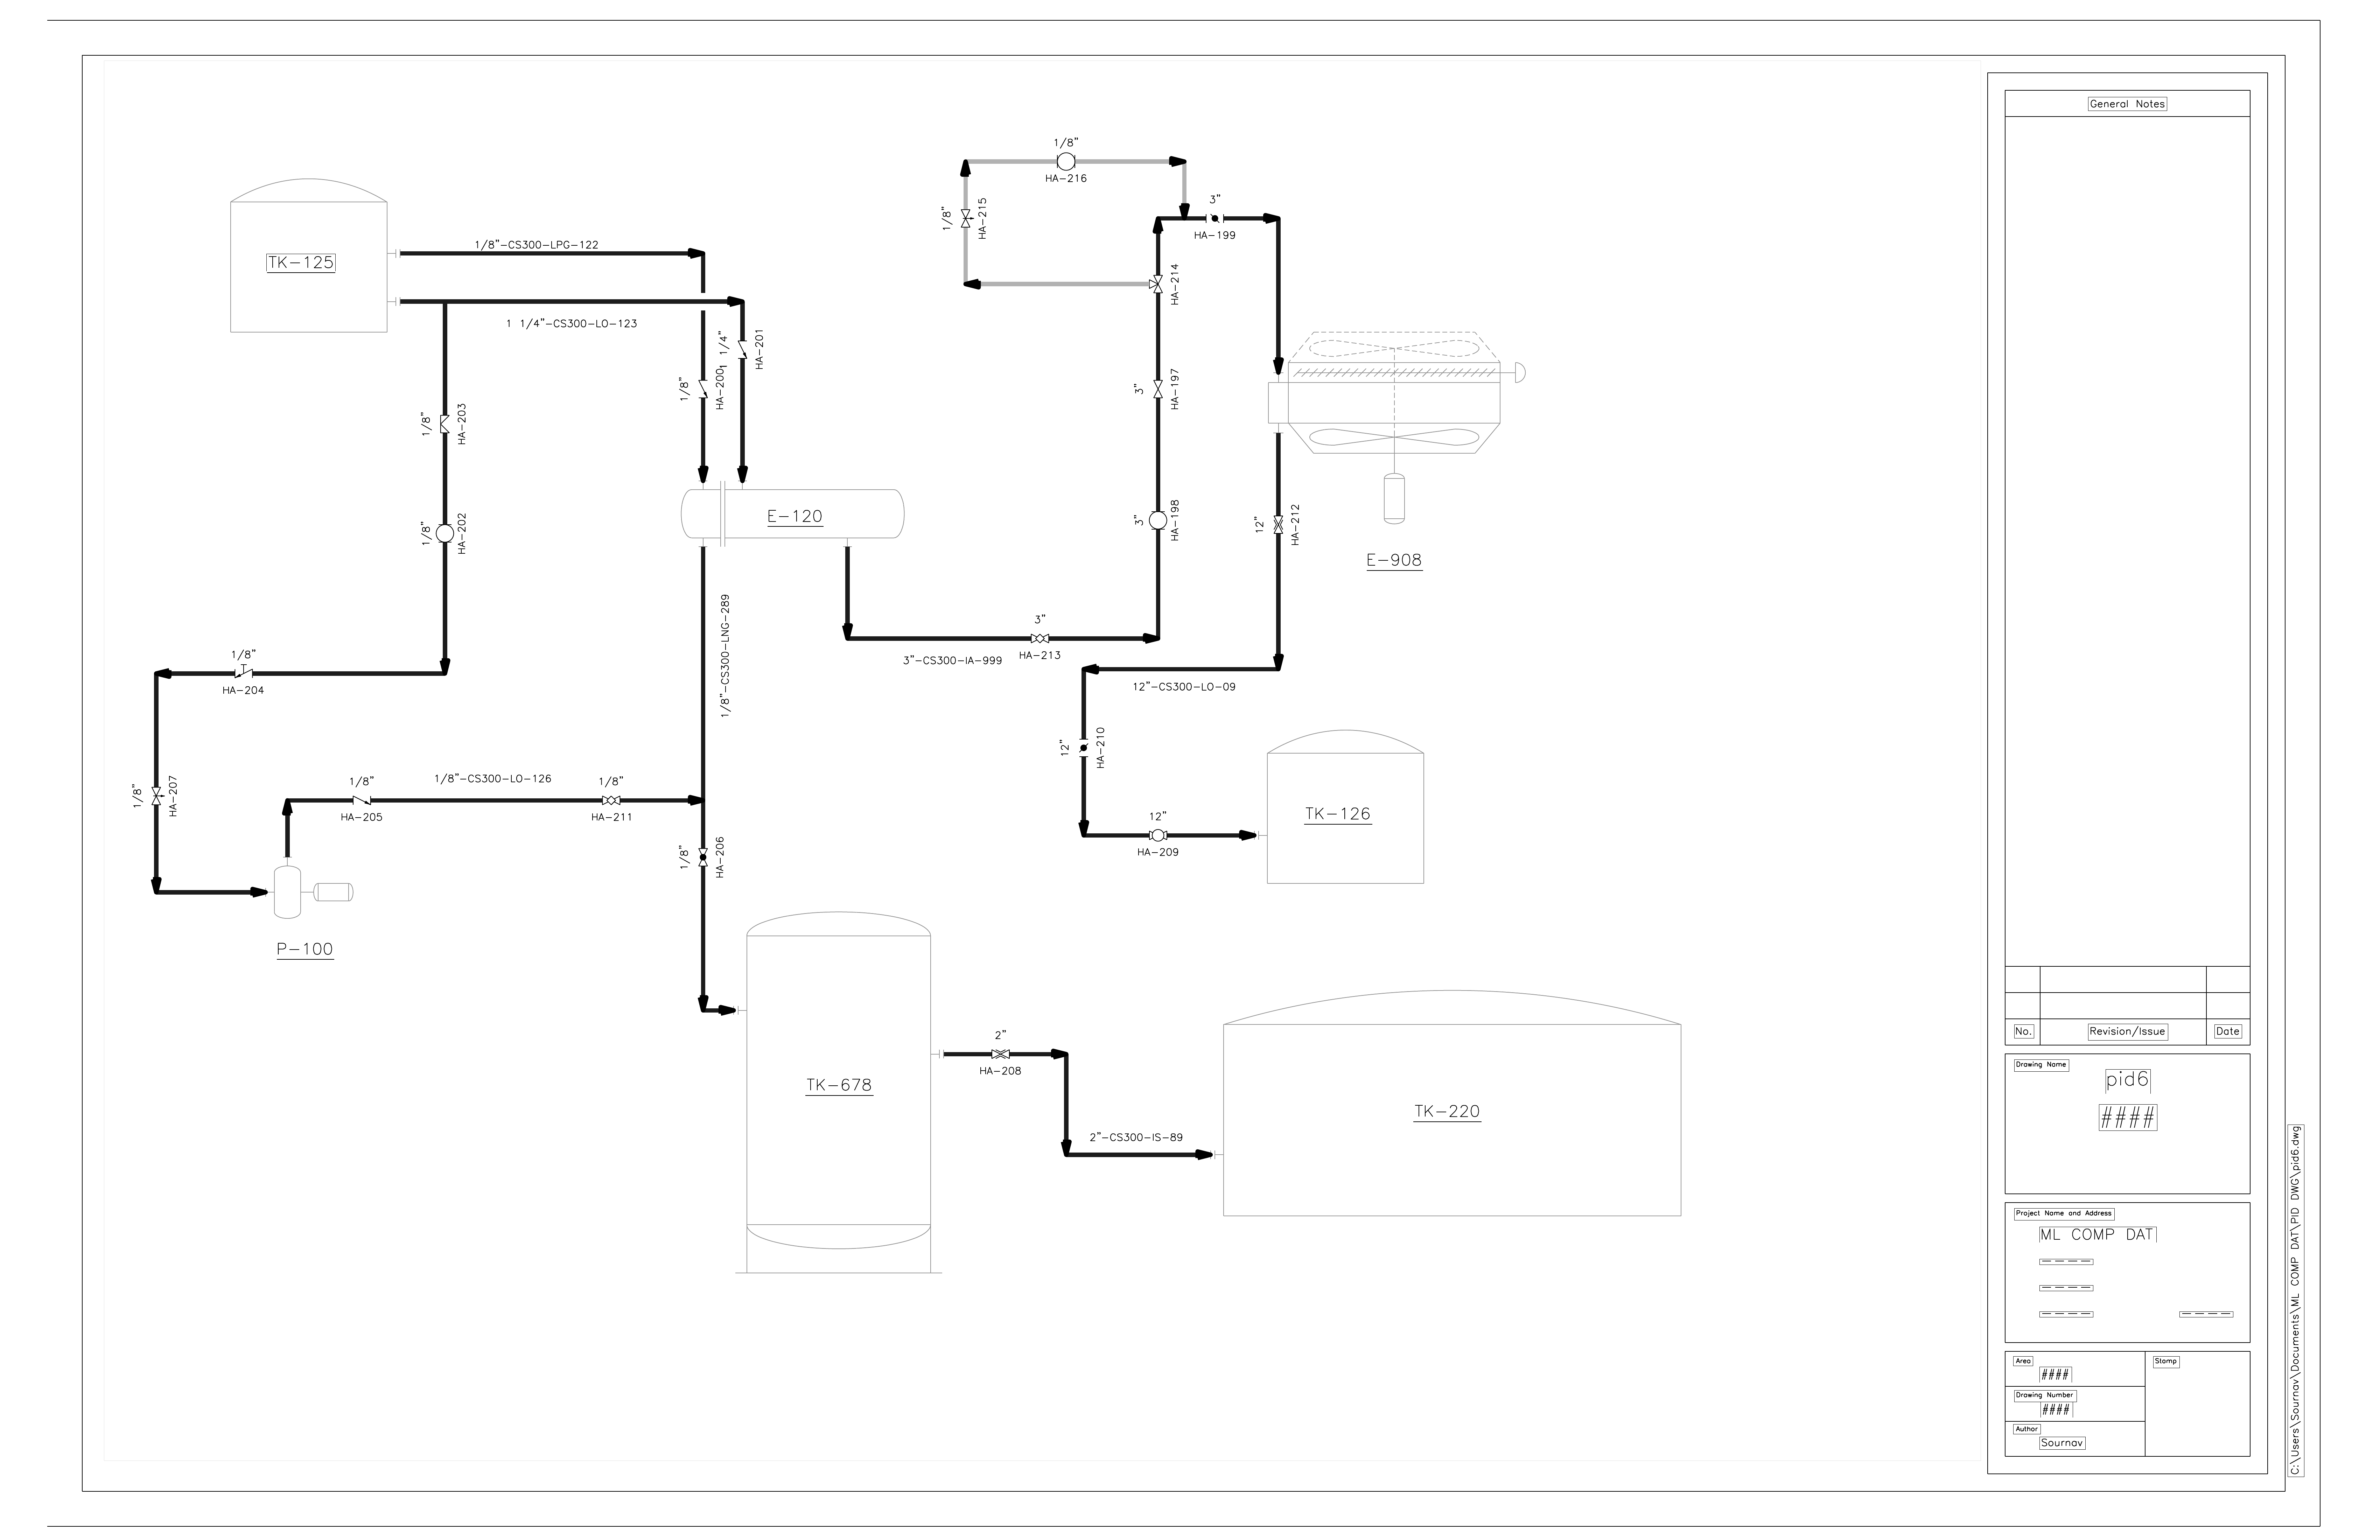 1/8"
HA-216
1/8"
HA-215
3"
HA-199
TK-125
1/8"-CS300-LPG-122
1 1/4"-CS300-LO-123
HA-214
1/8"
HA-200
1 1/4"
HA-201
3"
HA-197
1/8"
HA-203
1/8"
HA-202
E-120
3"
HA-198
12"
HA-212
E-908
1/8"-CS300-LNG-289
3"
HA-213
3"-CS300-IA-999
1/8"
HA-204
12"-CS300-LO-09
12"
HA-210
1/8"
HA-207
1/8"
HA-205
1/8"-CS300-LO-126
1/8"
HA-211
1/8"
HA-206
12"
HA-209
TK-126
P-100
TK-678
2"
HA-208
2"-CS300-IS-89
TK-220
General Notes
No.
Revision/Issue
Date
Drawing Name
pid6
####
Project Name and Address
ML COMP DAT
-----
-----
-----
-----
Area
####
Stamp
Drawing Number
####
Author
Sournav
C:\Users\Sournav\Documents\ML COMP DAT\PID DWG\pid6.dwg